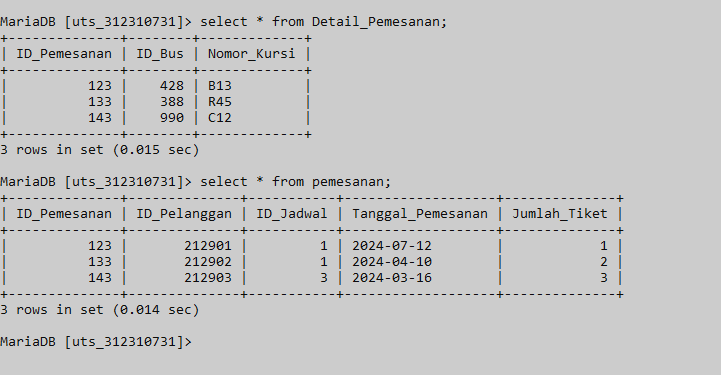 MariaDB [uts_312310731]> select * from Detail_Pemesanan;
+--------------+--------+-------------+
| ID_Pemesanan | ID_Bus | Nomor_Kursi |
+--------------+--------+-------------+
|          123 |    428 | B13         |
|          133 |    388 | R45         |
|          143 |    990 | C12         |
+--------------+--------+-------------+
3 rows in set (0.015 sec)
MariaDB [uts_312310731]> select * from pemesanan;
+--------------+--------------+-----------+-------------------+--------------+
| ID_Pemesanan | ID_Pelanggan | ID_Jadwal | Tanggal_Pemesanan | Jumlah_Tiket |
+--------------+--------------+-----------+-------------------+--------------+
|          123 |       212901 |         1 | 2024-07-12        |            1 |
|          133 |       212902 |         1 | 2024-04-10        |            2 |
|          143 |       212903 |         3 | 2024-03-16        |            3 |
+--------------+--------------+-----------+-------------------+--------------+
3 rows in set (0.014 sec)
MariaDB [uts_312310731]>